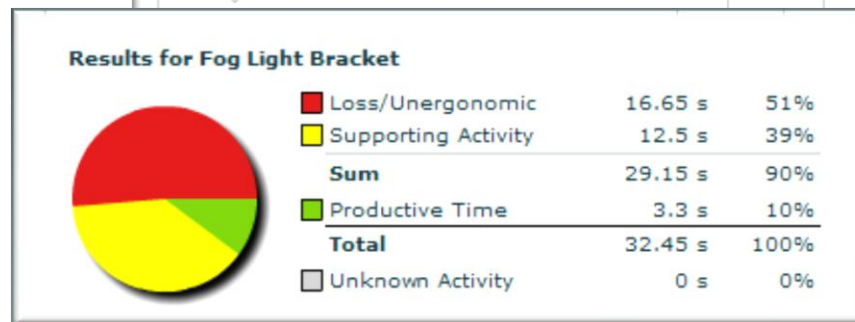 Results for Fog Light Bracket
Loss/Unergonomic 16.65 s 51%
Supporting Activity 12.5 s 39%
Sum 29.15 s 90%
Productive Time 3.3 s 10%
Total 32.45 s 100%
Unknown Activity 0 s 0%